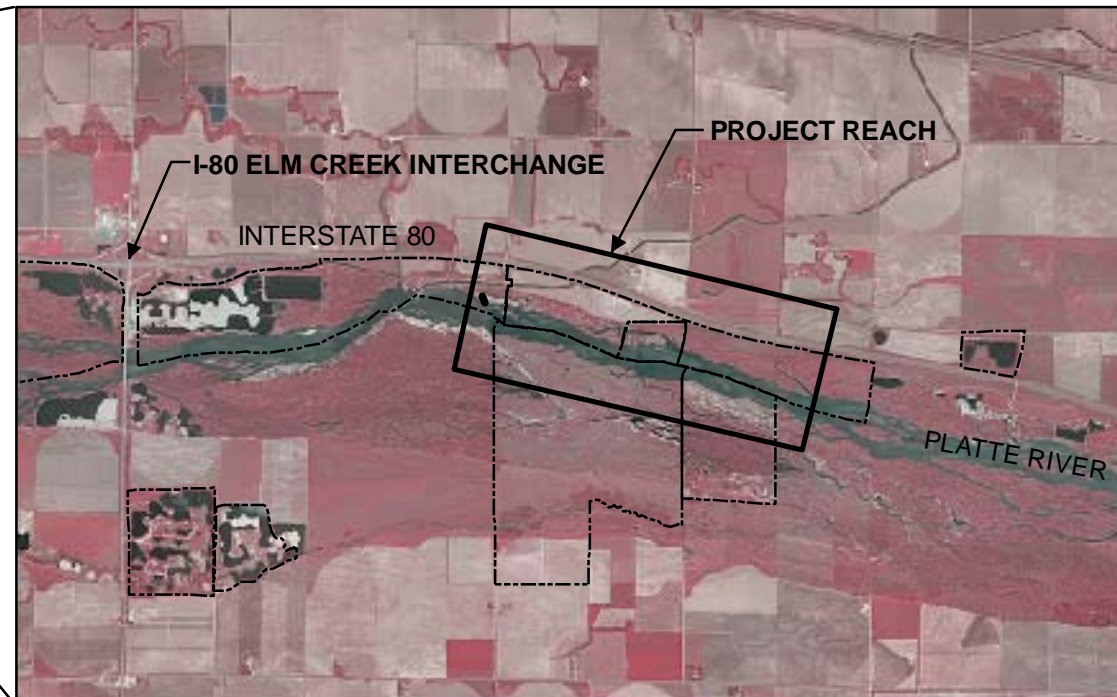 PROJECT REACH
I-80 ELM CREEK INTERCHANGE
INTERSTATE 80
PLATTE RIVER